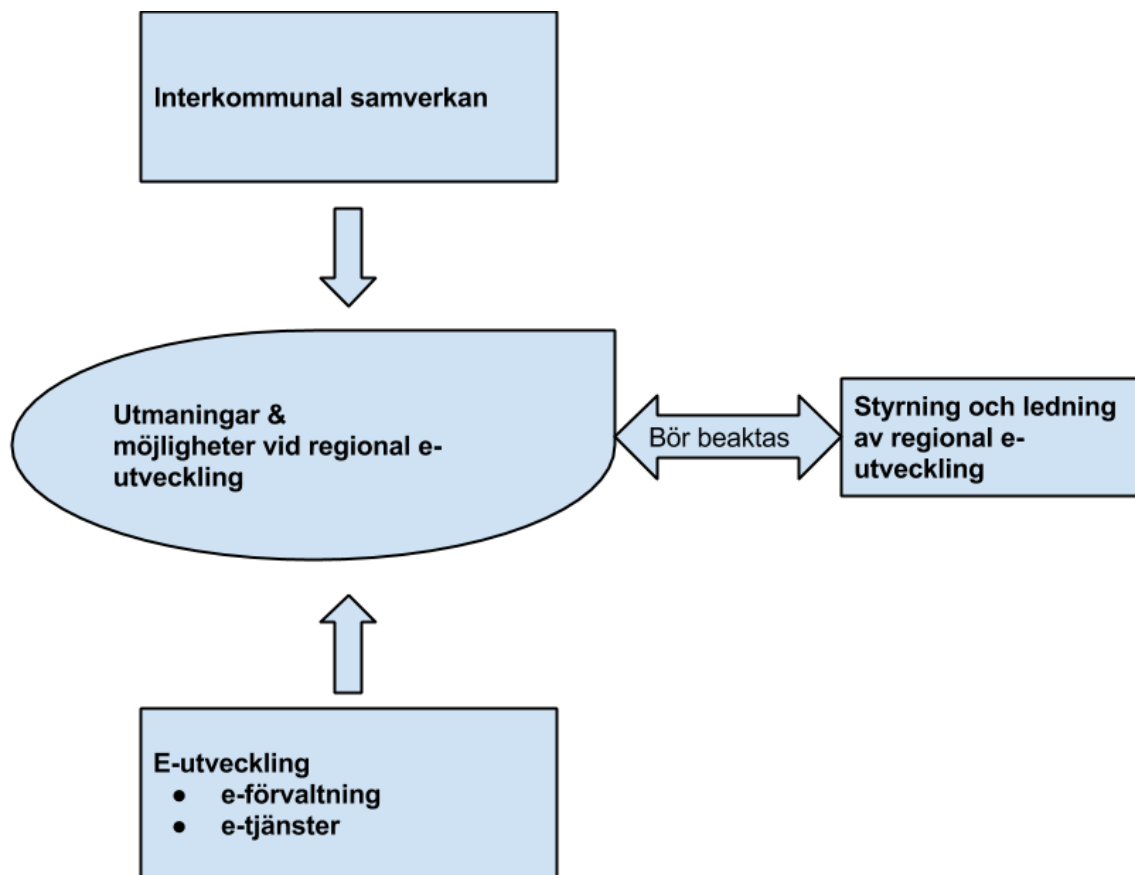 Interkommunal samverkan
Utmaningar &
möjligheter vid regional e-
utveckling
Bör beaktas
Styrning och ledning
av regional e-
utveckling
E-utveckling
● e-förvaltning
● e-tjänster